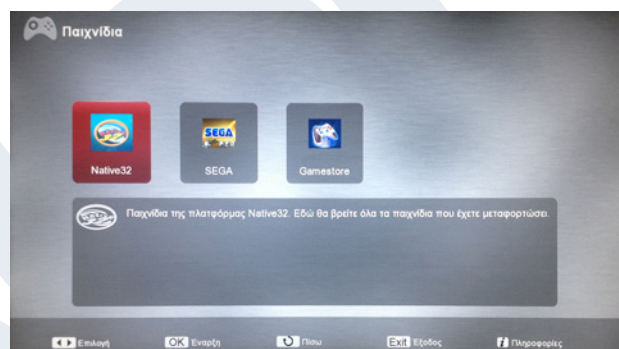 Παιχνίδια
Native32
SEGA
SEGA
Gamestore
Παιχνίδια της πλατφόρμας Native32. Εδώ θα βρείτε όλα τα παιχνίδια που έχετε μεταφορτώσει.
Επιλογή OK Έναρξη Πίσω Exit Έξοδος i Πληροφορίες